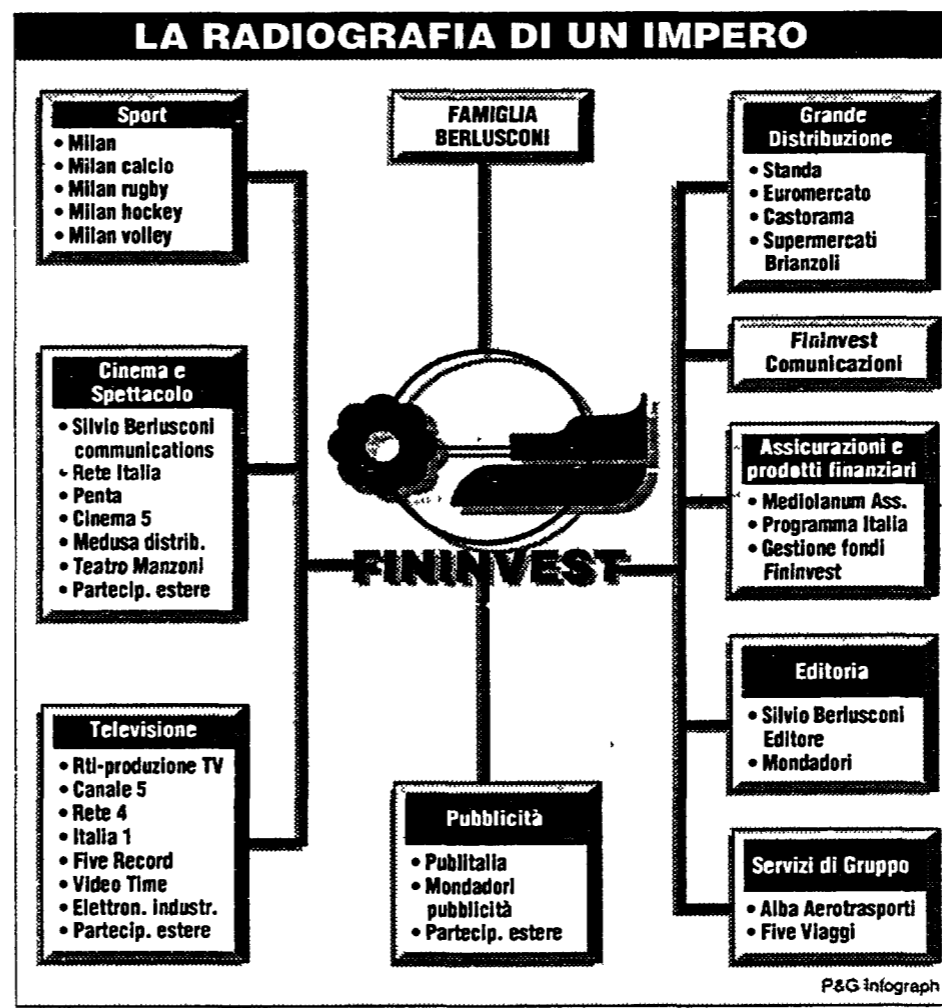 LA RADIOGRAFIA DI UN IMPERO
Sport
• Milan
• Milan calcio
• Milan rugby
• Milan hockey
• Milan volley
Cinema e
Spettacolo
• Silvio Berlusconi
communications
• Rete Italia
• Penta
• Cinema 5
• Medusa distrib.
• Teatro Manzoni
• Partecip. estere
Televisione
• Rti-produzione TV
• Canale 5
• Rete 4
• Italia 1
• Five Record
• Video Time
• Elettron. industr.
• Partecip. estere
FAMIGLIA
BERLUSCONI
FININVEST
Pubblicità
• Publitalia
• Mondadori
pubblicità
• Partecip. estere
Grande
Distribuzione
• Standa
• Euromercato
• Castorama
• Supermercati
Brianzoli
Fininvest
Comunicazioni
Assicurazioni e
prodotti finanziari
• Mediolanum Ass.
• Programma Italia
• Gestione fondi
Fininvest
Editoria
• Silvio Berlusconi
Editore
• Mondadori
Servizi di Gruppo
• Alba Aerotrasporti
• Five Viaggi
P&G Infograph